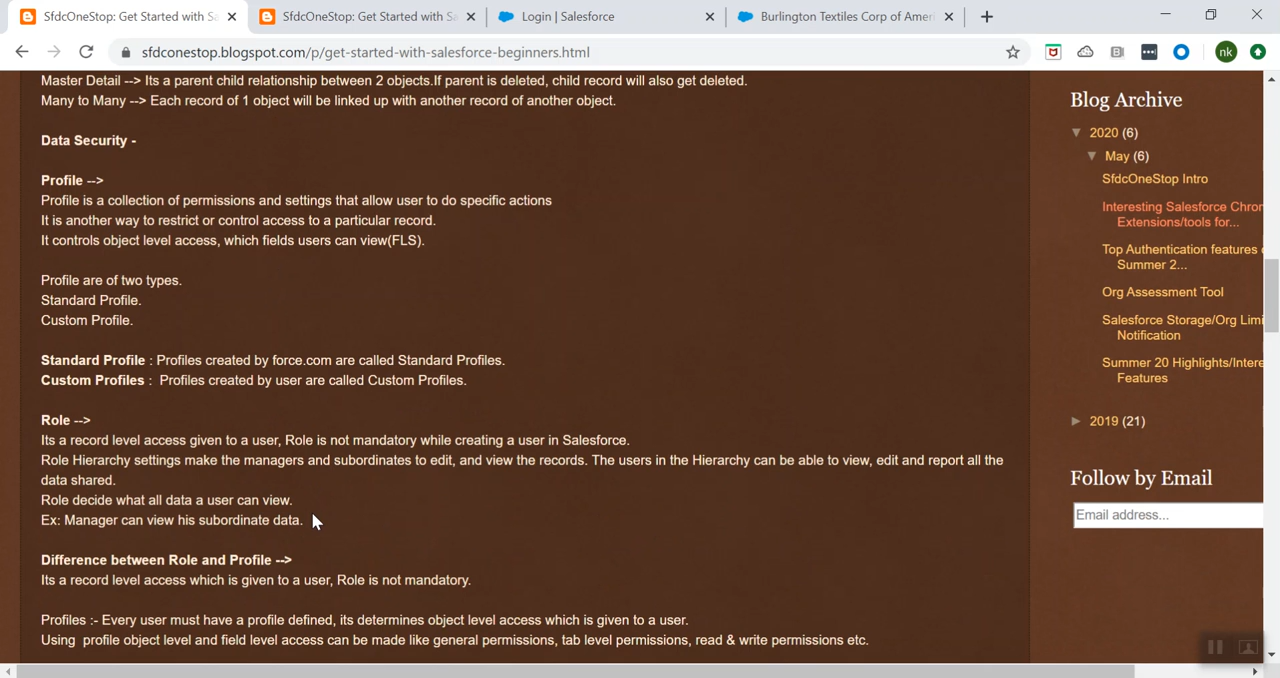 SfdcOneStop: Get Started with Sa
SfdcOneStop: Get Started with Sa
Login | Salesforce
Burlington Textiles Corp of Ameri
sfdconestop.blogspot.com/p/get-started-with-salesforce-beginners.html
nk
Master Detail --> Its a parent child relationship between 2 objects.If parent is deleted, child record will also get deleted.
Many to Many --> Each record of 1 object will be linked up with another record of another object.
Data Security -
Profile -->
Profile is a collection of permissions and settings that allow user to do specific actions
It is another way to restrict or control access to a particular record.
It controls object level access, which fields users can view(FLS).
Profile are of two types.
Standard Profile.
Custom Profile.
Standard Profile : Profiles created by force.com are called Standard Profiles.
Custom Profiles :  Profiles created by user are called Custom Profiles.
Role -->
Its a record level access given to a user, Role is not mandatory while creating a user in Salesforce.
Role Hierarchy settings make the managers and subordinates to edit, and view the records. The users in the Hierarchy can be able to view, edit and report all the
data shared.
Role decide what all data a user can view.
Ex: Manager can view his subordinate data.
Difference between Role and Profile -->
Its a record level access which is given to a user, Role is not mandatory.
Profiles :- Every user must have a profile defined, its determines object level access which is given to a user.
Using  profile object level and field level access can be made like general permissions, tab level permissions, read & write permissions etc.
Blog Archive
▼ 2020 (6)
▼ May (6)
SfdcOneStop Intro
Interesting Salesforce Chron
Extensions/tools for...
Top Authentication features
Summer 2...
Org Assessment Tool
Salesforce Storage/Org Limi
Notification
Summer 20 Highlights/Intere
Features
► 2019 (21)
Follow by Email
Email address...